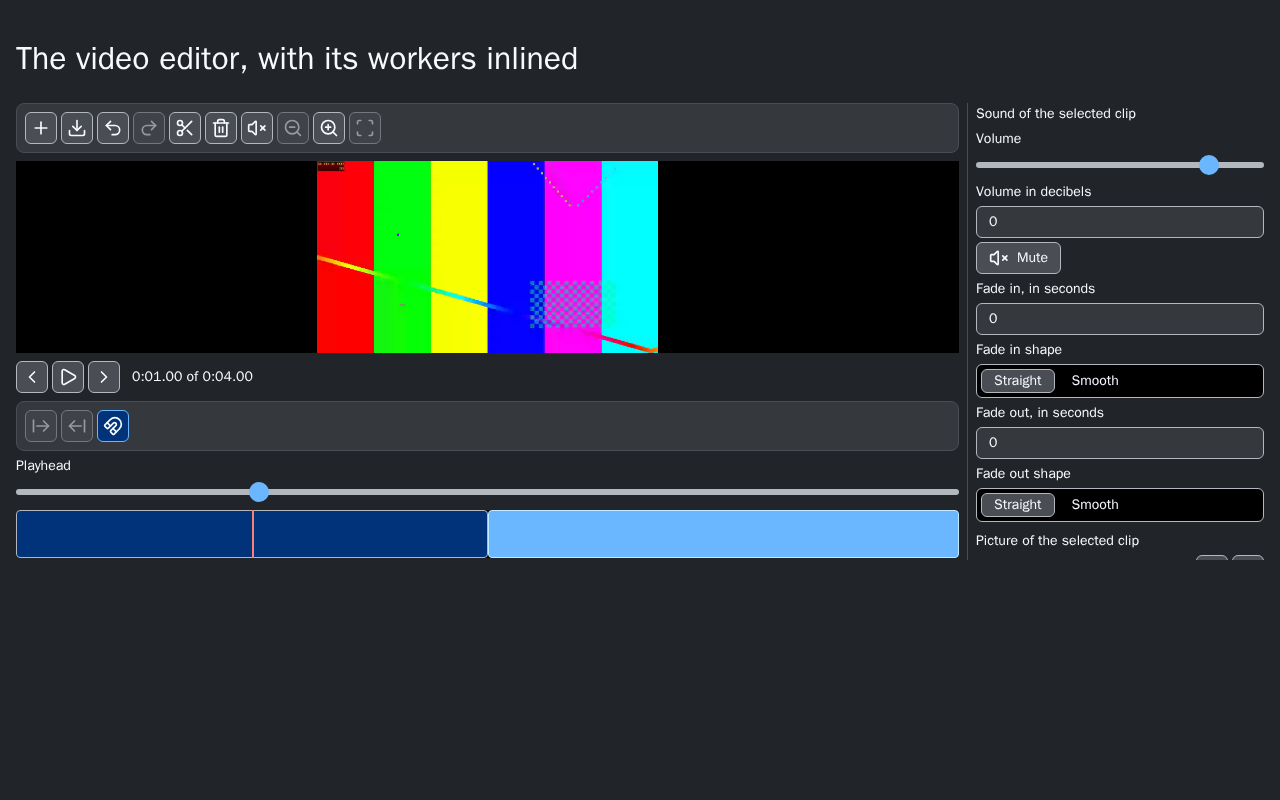 The video editor, with its workers inlined
Sound of the selected clip
Volume
Volume in decibels
0
Mute
Fade in, in seconds
0
Fade in shape
Straight Smooth
Fade out, in seconds
0
Fade out shape
Straight Smooth
Picture of the selected clip
0:01.00 of 0:04.00
Playhead